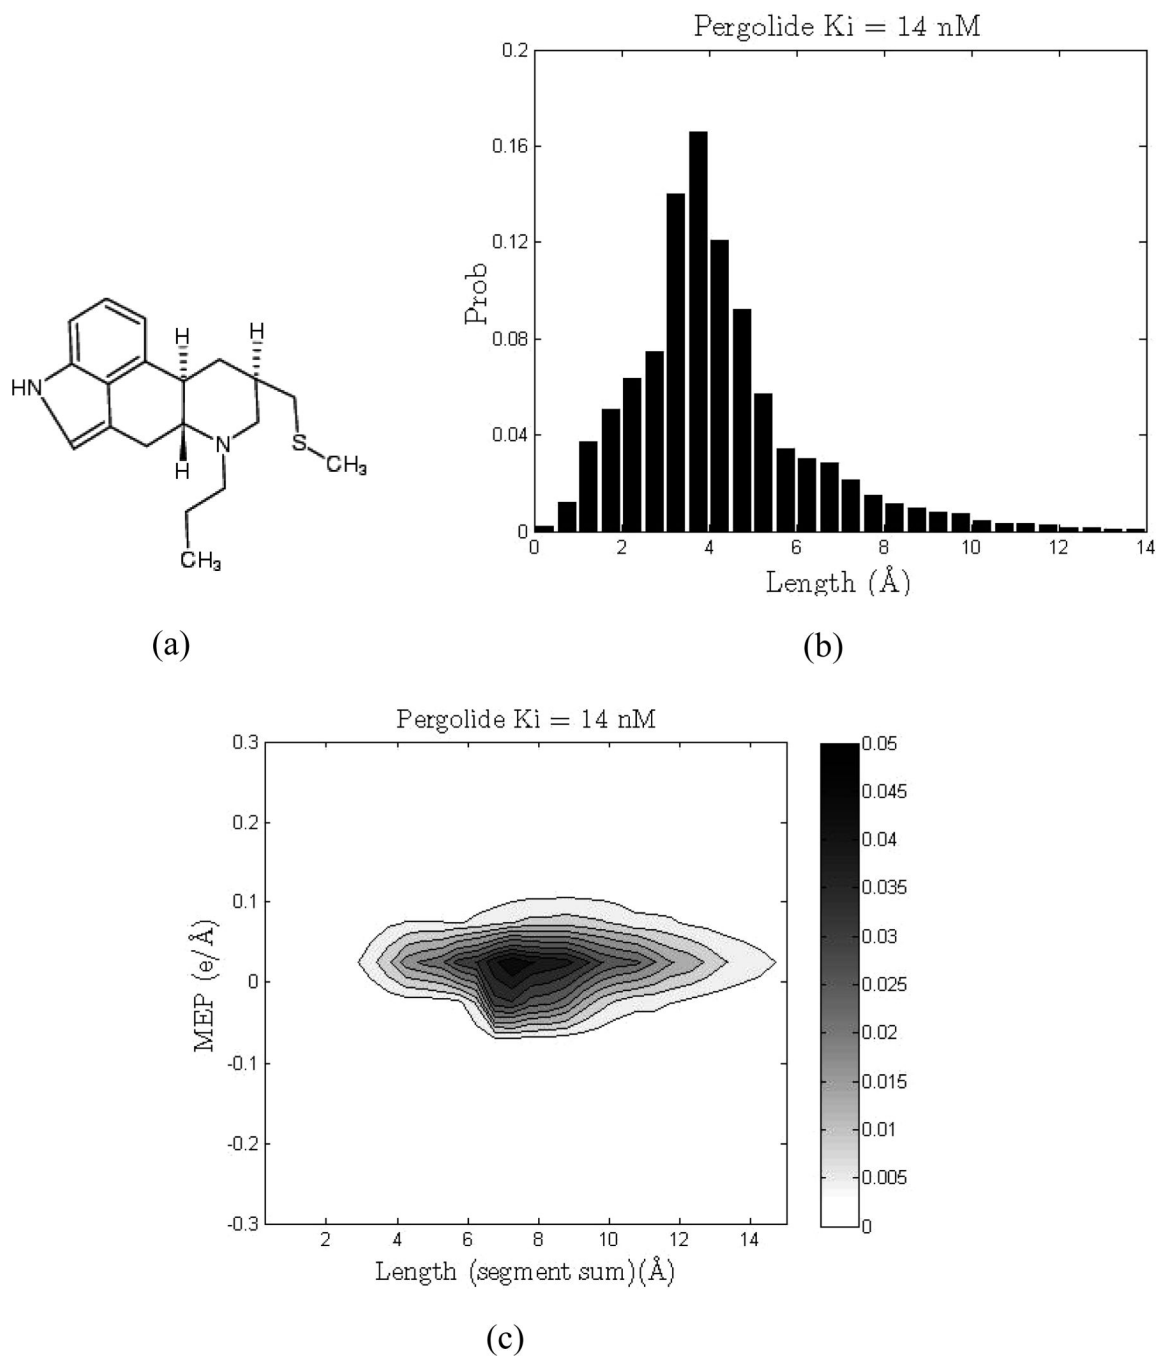 Pergolide Ki = 14 nM
0.2
0.16
0.12
0.08
0.04
0
Prob
0 2 4 6 8 10 12 14
Length (Å)
H H
HN
N
S
CH3
H
CH3
(a)
(b)
Pergolide Ki = 14 nM
0.3
0.2
0.1
0
-0.1
-0.2
-0.3
MEP (e/Å)
2 4 6 8 10 12 14
Length (segment sum)(Å)
0.05
0.045
0.04
0.035
0.03
0.025
0.02
0.015
0.01
0.005
0
(c)